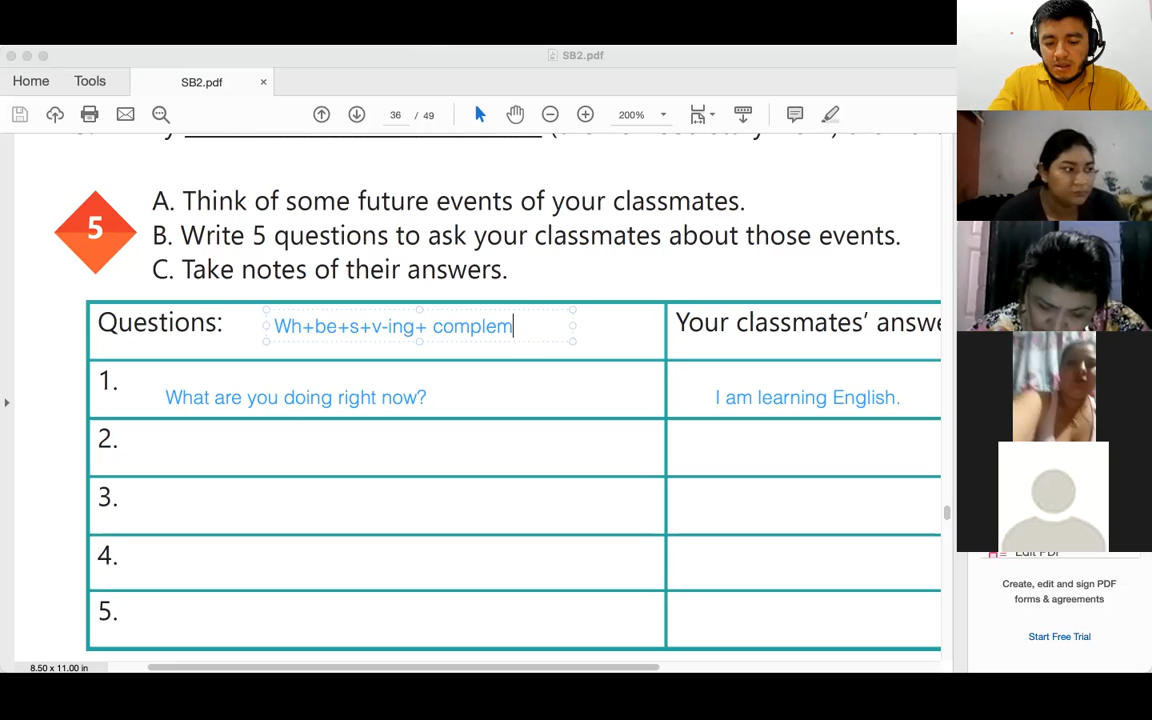 SB2.pdf
Home
Tools
SB2.pdf
×
36 / 49
200%
5
A. Think of some future events of your classmates.
B. Write 5 questions to ask your classmates about those events.
C. Take notes of their answers.
Questions:
Wh+be+s+v-ing+ complem
Your classmates’ answe
1.
What are you doing right now?
I am learning English.
2.
3.
4.
5.
Edit PDF
Create, edit and sign PDF
forms & agreements
Start Free Trial
8.50 x 11.00 in